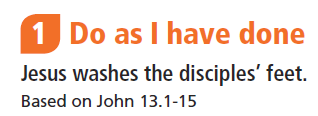 1 Do as I have done
Jesus washes the disciples’ feet.
Based on John 13.1-15